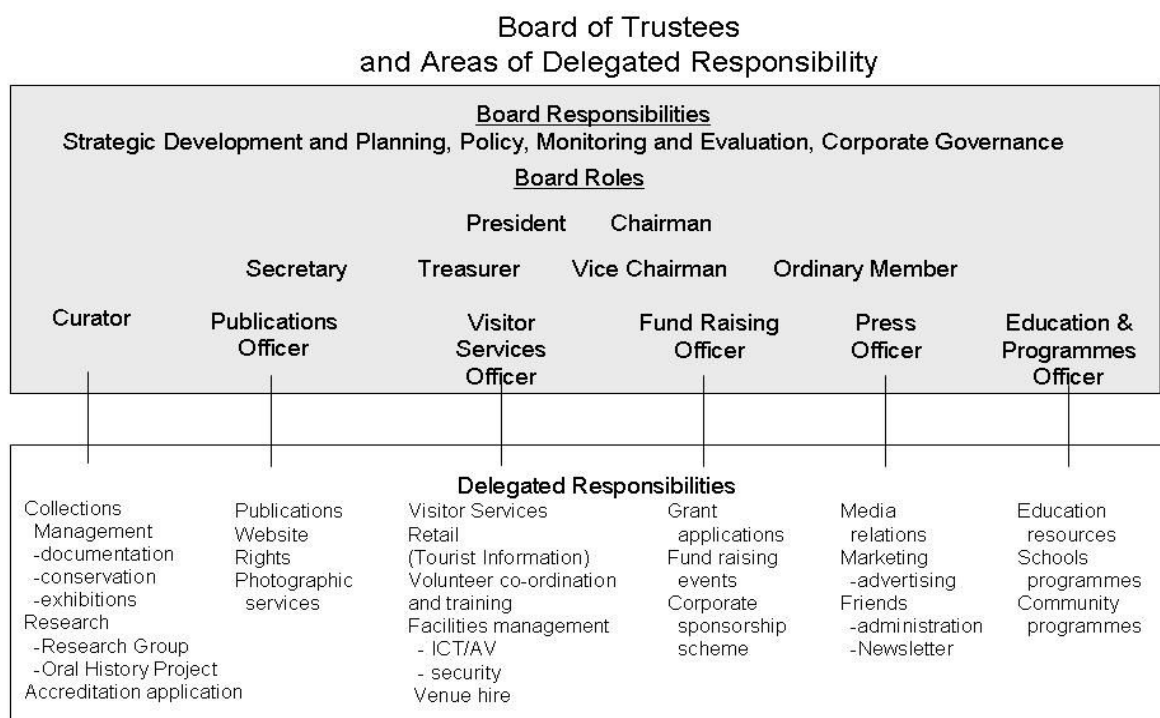 Board of Trustees
and Areas of Delegated Responsibility
Board Responsibilities
Strategic Development and Planning, Policy, Monitoring and Evaluation, Corporate Governance
Board Roles
President Chairman
Secretary Treasurer Vice Chairman Ordinary Member
Curator
Publications
Officer
Visitor
Services
Officer
Fund Raising
Officer
Press
Officer
Education &
Programmes
Officer
Delegated Responsibilities
Collections
Management
-documentation
-conservation
-exhibitions
Research
-Research Group
-Oral History Project
Accreditation application
Publications
Website
Rights
Photographic
services
Visitor Services
Retail
(Tourist Information)
Volunteer co-ordination
and training
Facilities management
- ICT/AV
- security
Venue hire
Grant
applications
Fund raising
events
Corporate
sponsorship
scheme
Media
relations
Marketing
-advertising
Friends
-administration
-Newsletter
Education
resources
Schools
programmes
Community
programmes